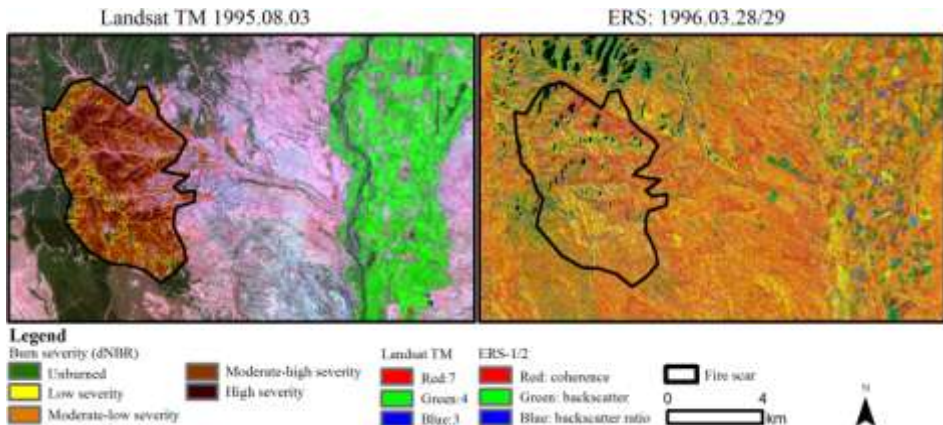 Landsat TM 1995.08.03
ERS: 1996.03.28/29
Legend
Burn severity (dNBR)
Unburned
Low severity
Moderate-low severity
Moderate-high severity
High severity
Landsat TM
Red:7
Green:4
Blue:3
ERS-1/2
Red: coherence
Green: backscatter
Blue: backscatter ratio
Fire scar
0 4
km
N